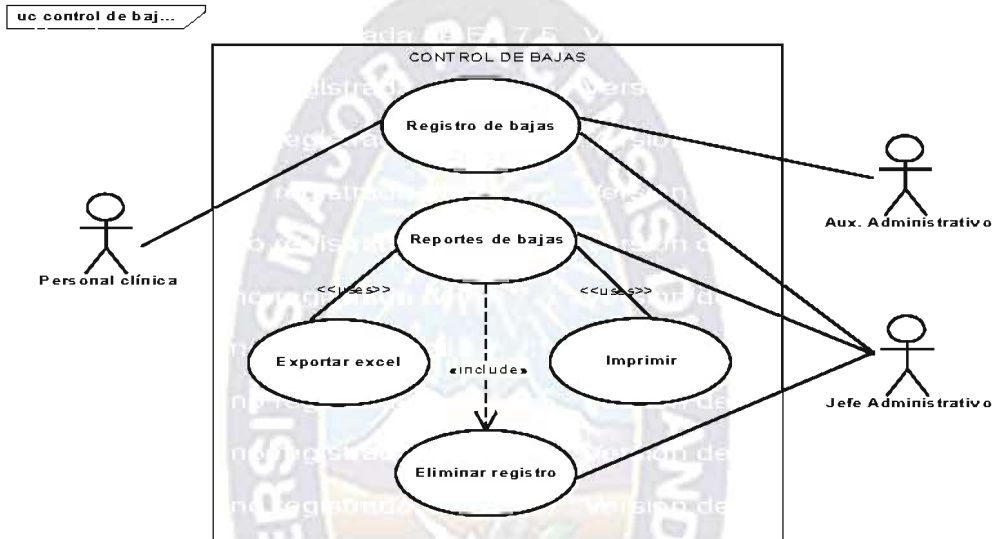 uc control de baj...
CONTROL DE BAJAS
Registro de bajas
Aux. Administrativo
Reportes de bajas
Personal clínica
<<uses>>
<<uses>>
Exportar excel
«include»
Imprimir
Jefe Administrativo
Eliminar registro